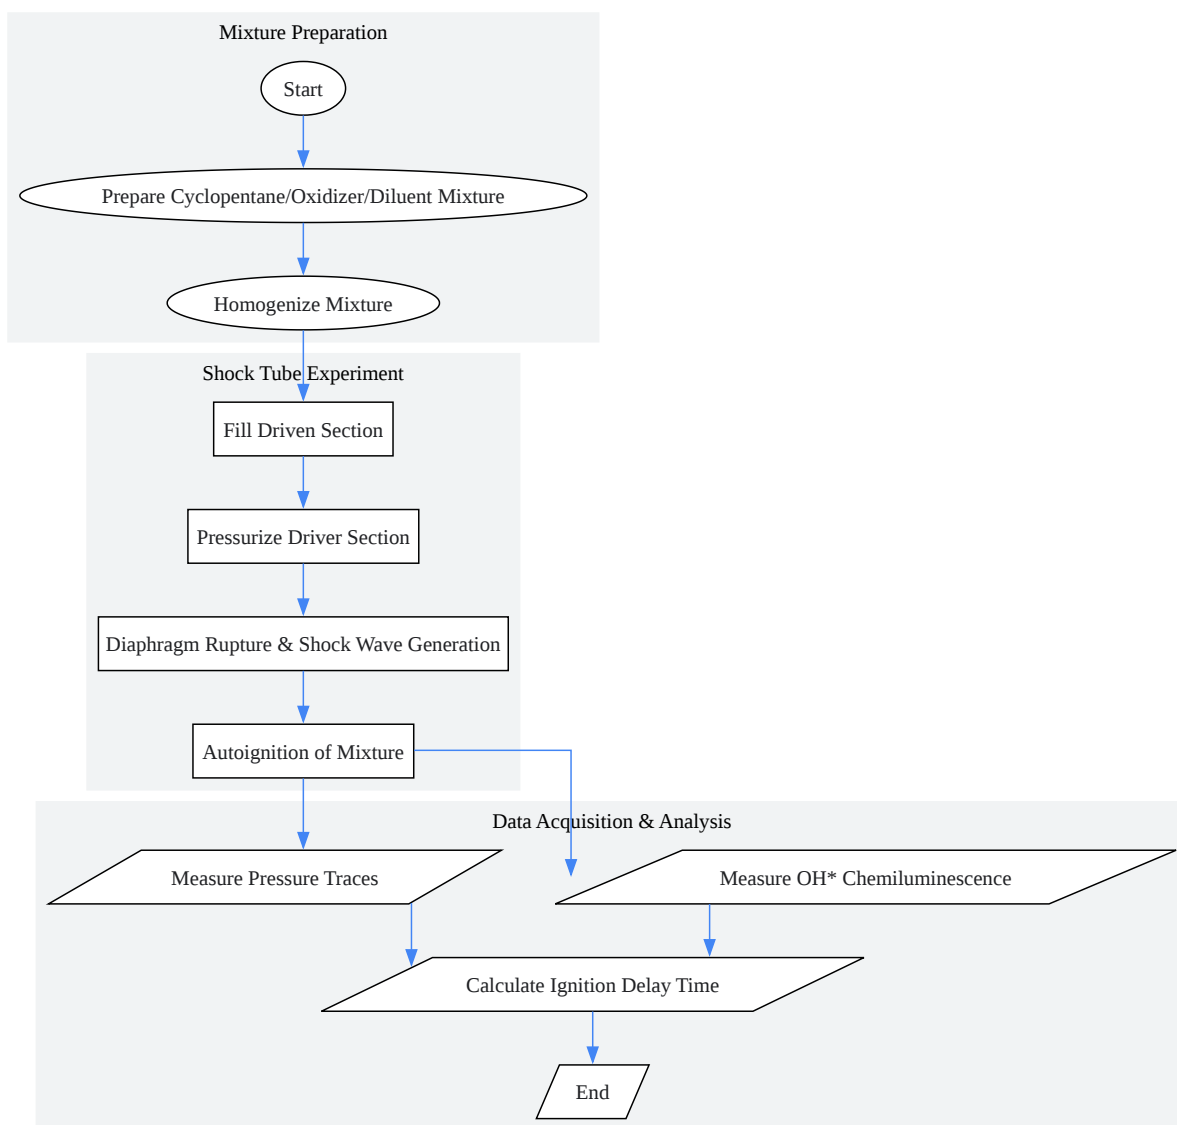 Mixture Preparation
Start
Prepare Cyclopentane/Oxidizer/Diluent Mixture
Homogenize Mixture
Shock Tube Experiment
Fill Driven Section
Pressurize Driver Section
Diaphragm Rupture & Shock Wave Generation
Autoignition of Mixture
Data Acquisition & Analysis
Measure Pressure Traces
Measure OH* Chemiluminescence
Calculate Ignition Delay Time
End